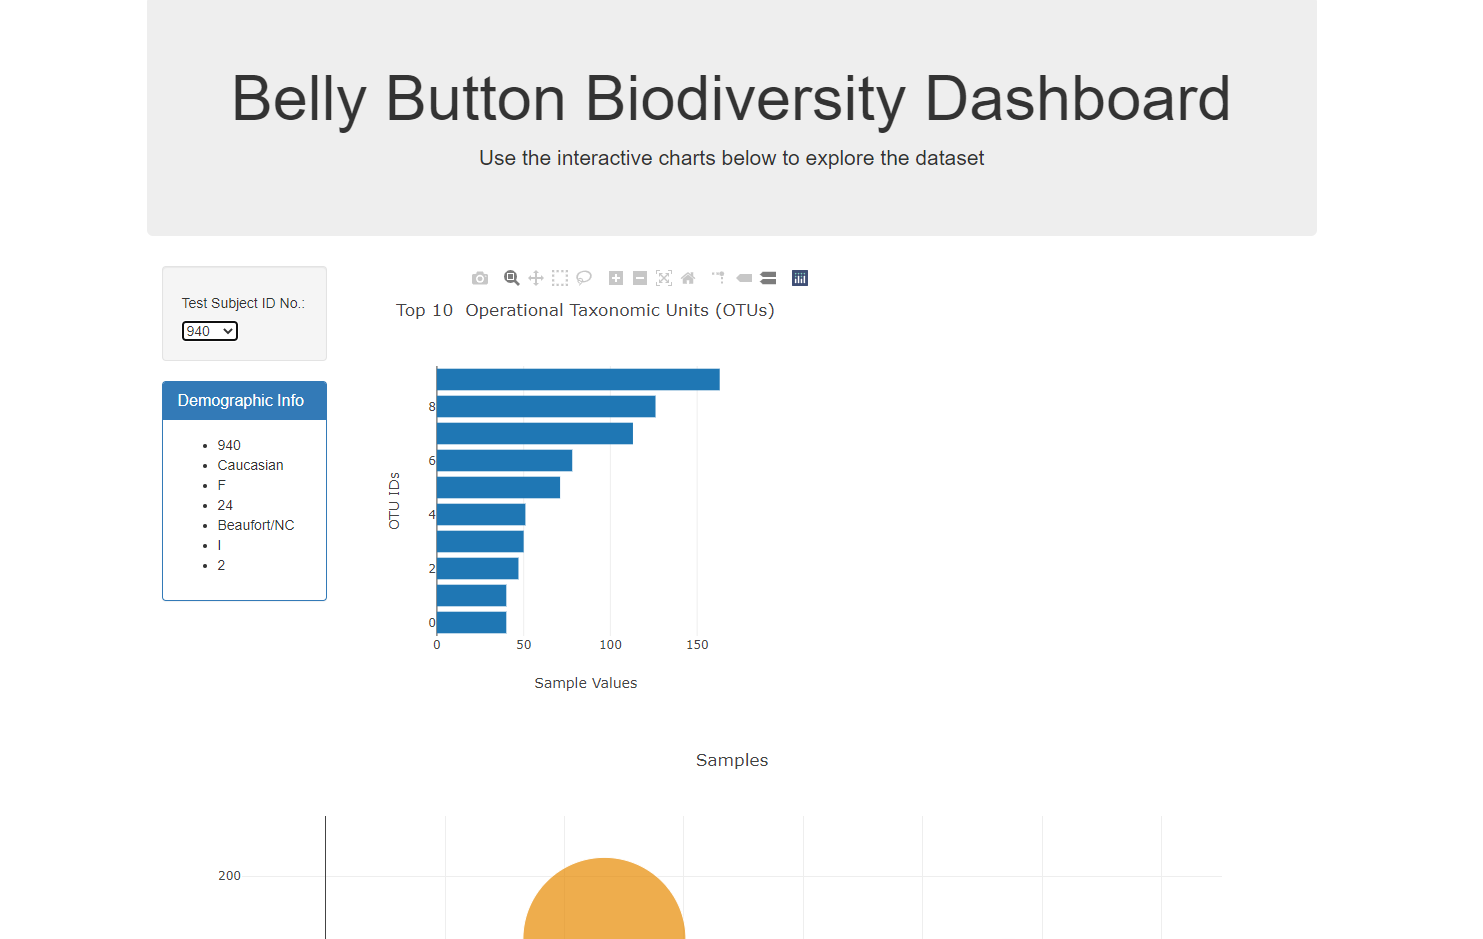 Belly Button Biodiversity Dashboard
Use the interactive charts below to explore the dataset
Test Subject ID No.:
940
Demographic Info
940
Caucasian
F
24
Beaufort/NC
I
2
Top 10  Operational Taxonomic Units (OTUs)
OTU IDs
8
6
4
2
0
0 50 100 150
Sample Values
Samples
200